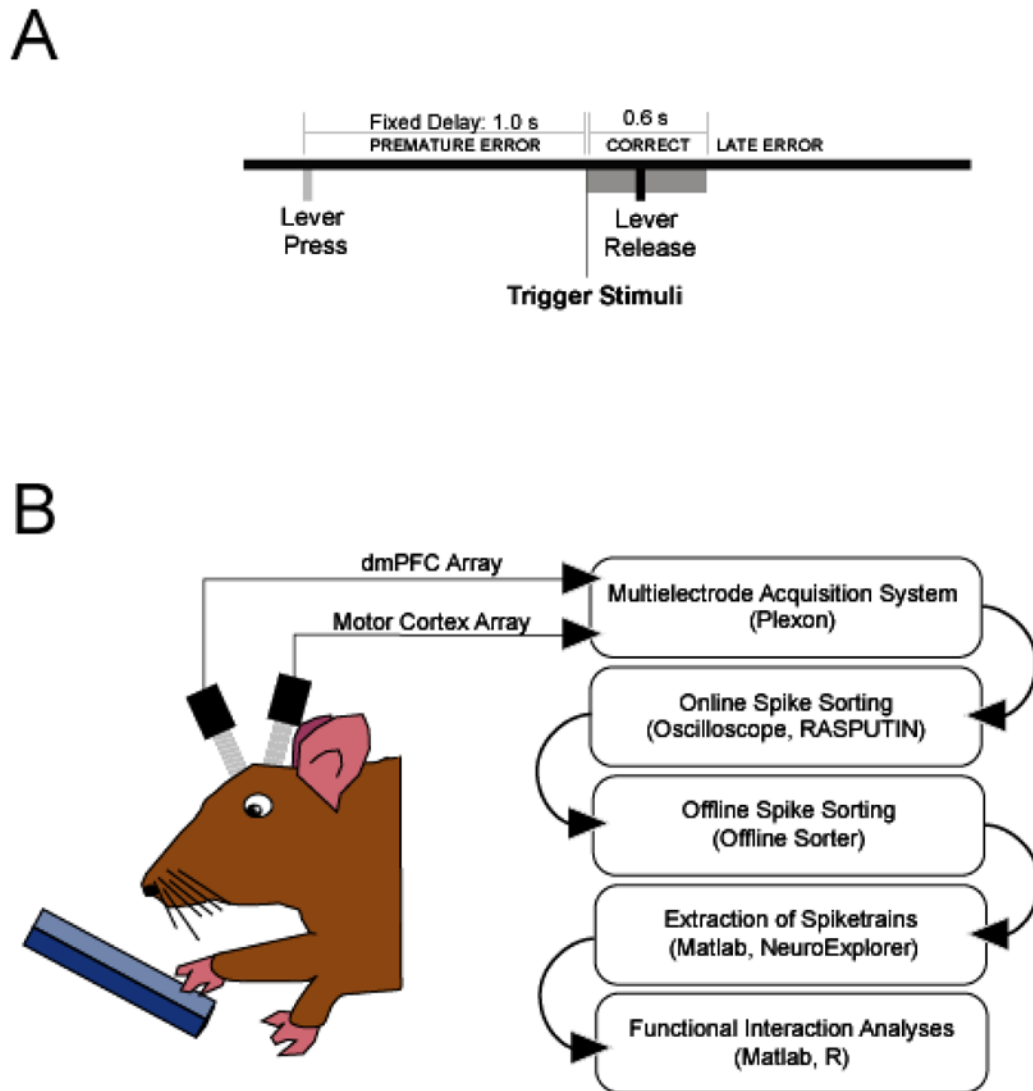 A
Fixed Delay: 1.0 s
0.6 s
PREMATURE ERROR
CORRECT
LATE ERROR
Lever
Press
Lever
Release
Trigger Stimuli
B
dmPFC Array
Motor Cortex Array
Multielectrode Acquisition System
(Plexon)
Online Spike Sorting
(Oscilloscope, RASPUTIN)
Offline Spike Sorting
(Offline Sorter)
Extraction of Spiketrains
(Matlab, NeuroExplorer)
Functional Interaction Analyses
(Matlab, R)